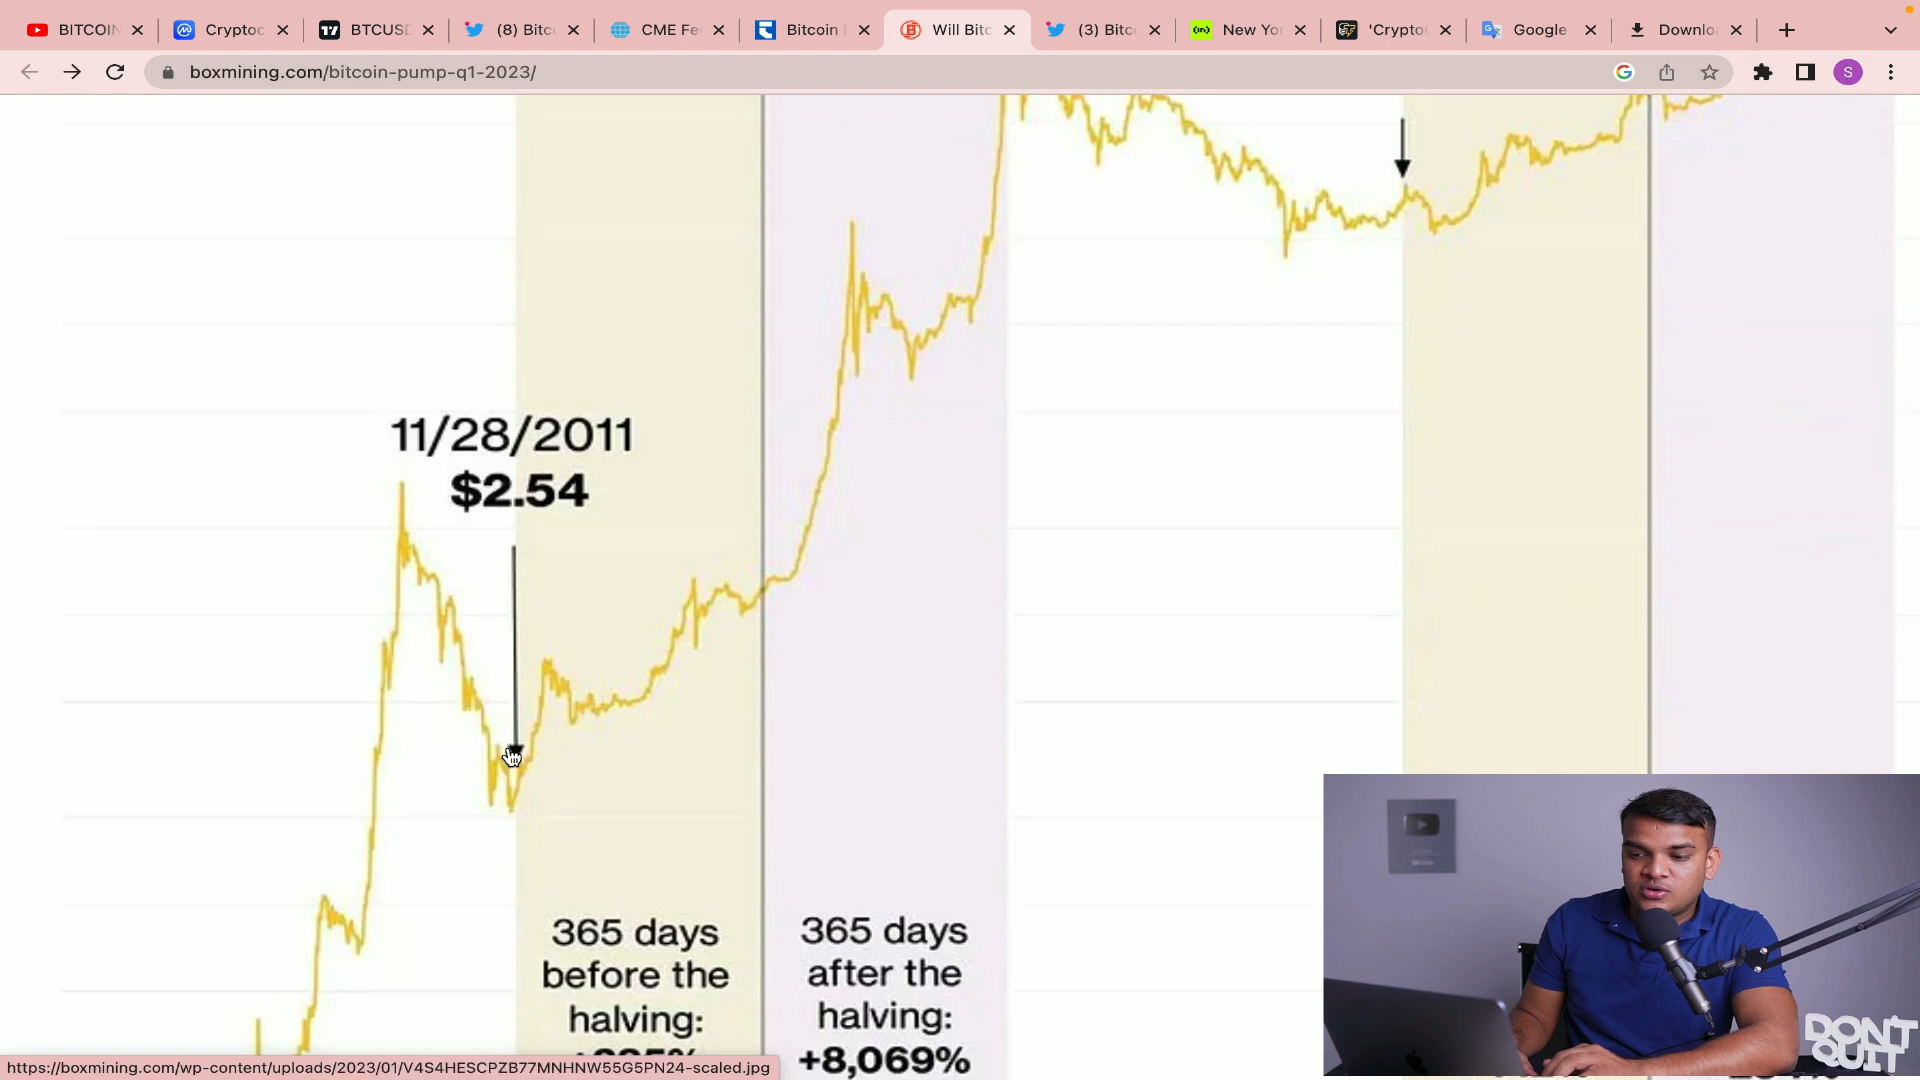 BITCOIN
Cryptoc
BTCUSD
(8) Bitc
CME Fe
Bitcoin
Will Bitc
(3) Bitc
New Yo
'Crypto
Google
Downlo
boxmining.com/bitcoin-pump-q1-2023/
S
11/28/2011
$2.54
365 days
before the
halving:
365 days
after the
halving:
+8,069%
https://boxmining.com/wp-content/uploads/2023/01/V4S4HESCPZB77MNHNW55G5PN24-scaled.jpg
DON'T
QUIT